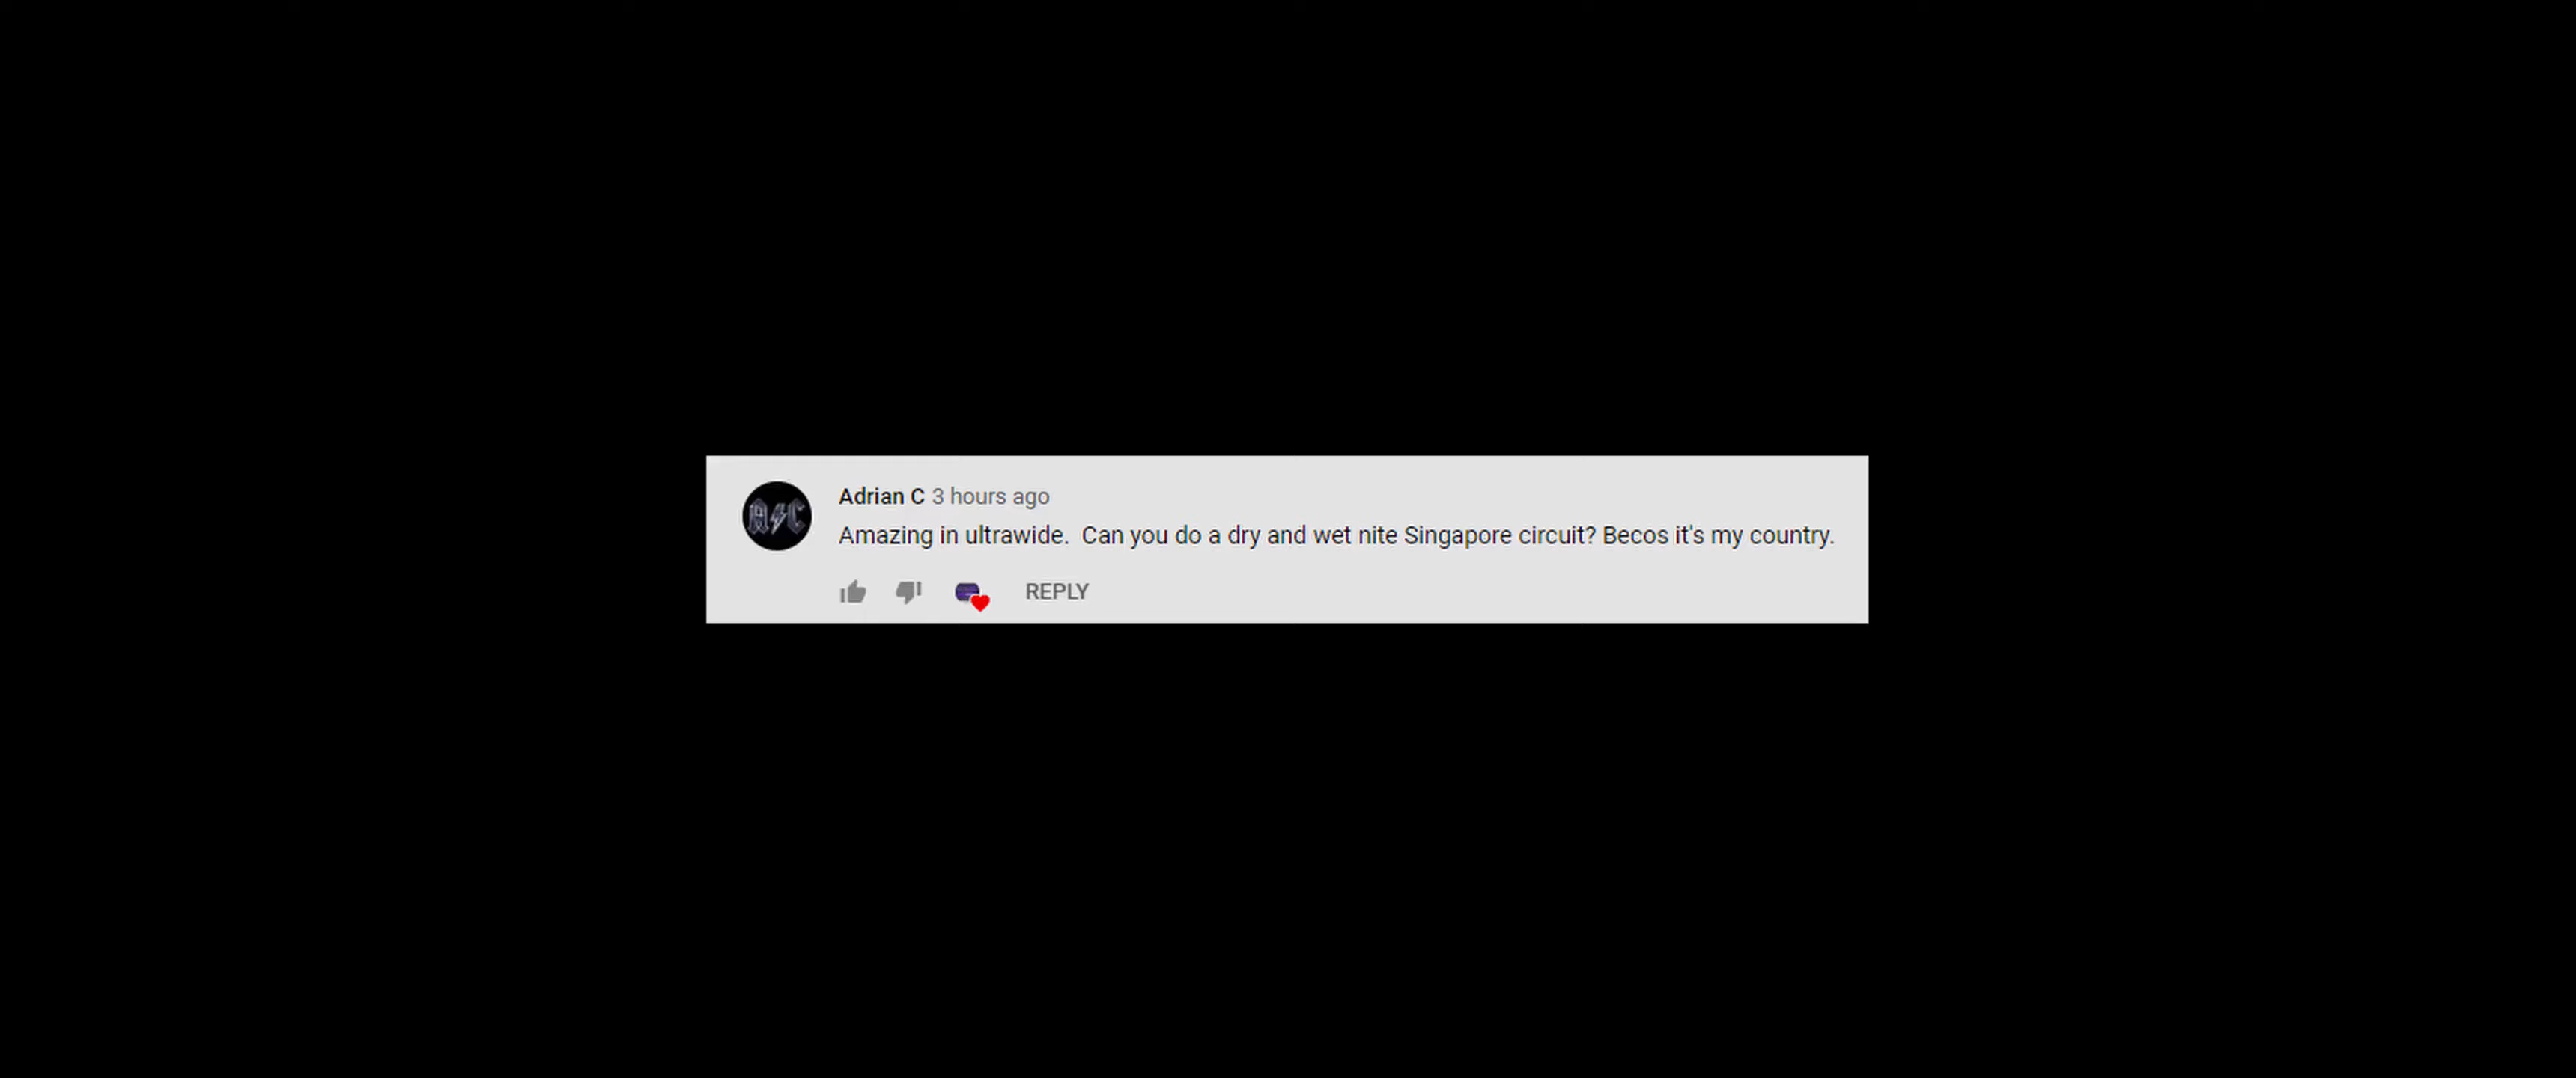 A⚡C
Adrian C 3 hours ago
Amazing in ultrawide.  Can you do a dry and wet nite Singapore circuit? Becos it's my country.
REPLY